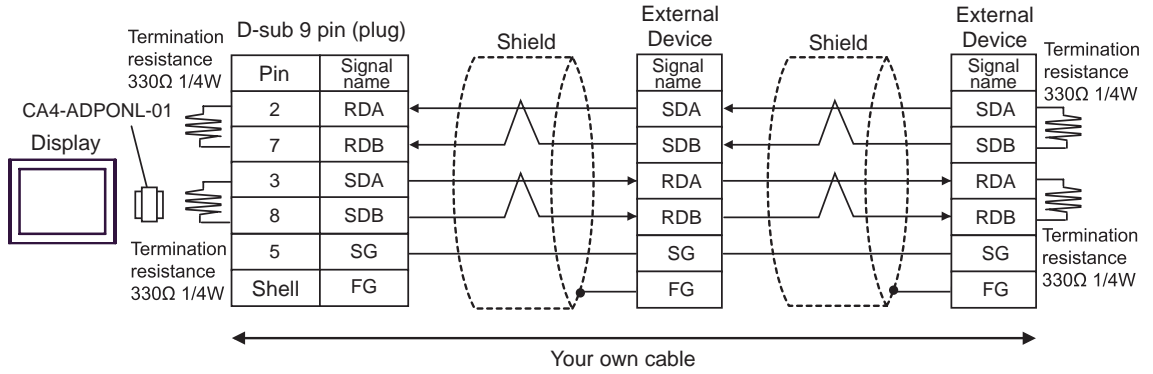 Termination
resistance
330Ω 1/4W
D-sub 9 pin (plug)
Shield
External
Device
Shield
External
Device
Termination
resistance
330Ω 1/4W
CA4-ADPONL-01
Display
Pin
Signal
name
Signal
name
Signal
name
2 RDA SDA SDA
7 RDB SDB SDB
3 SDA RDA RDA
8 SDB RDB RDB
5 SG SG SG
Shell FG FG FG
Termination
resistance
330Ω 1/4W
Termination
resistance
330Ω 1/4W
Your own cable